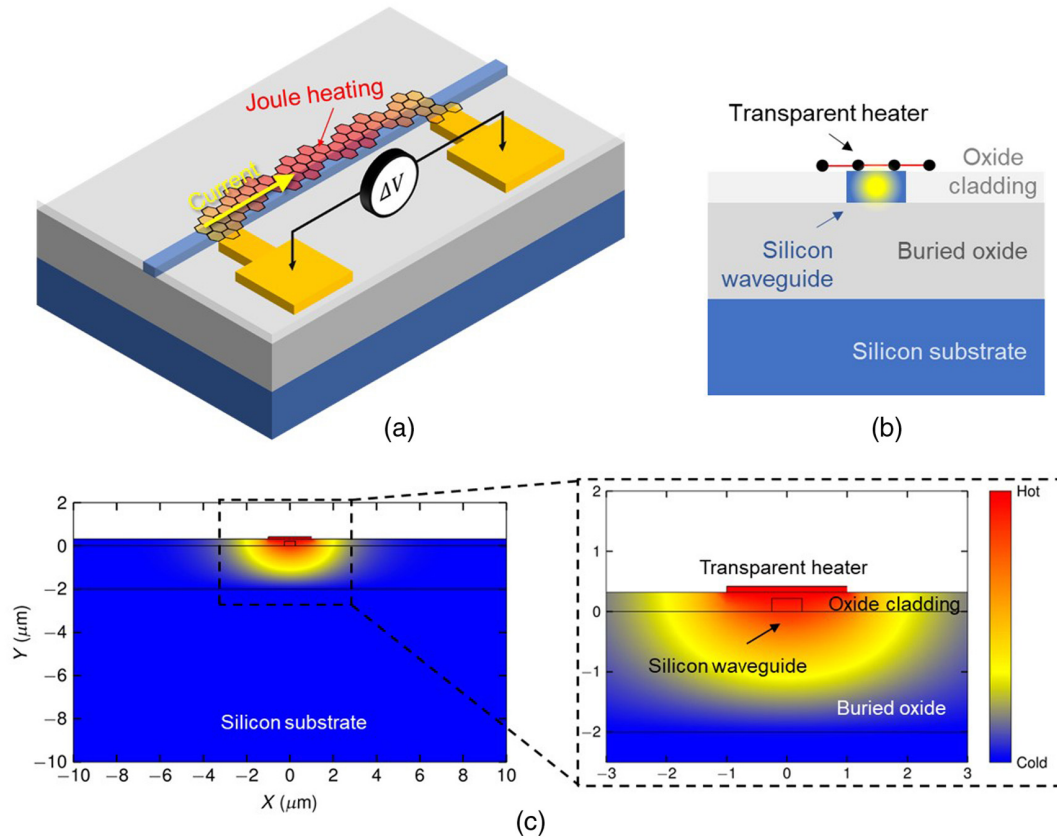 Joule heating
Current
ΔV
(a)
Transparent heater
Oxide
cladding
Silicon
waveguide
Buried oxide
Silicon substrate
(b)
2
0
−2
−4
−6
−8
−10
Y (μm)
Silicon substrate
−10 −8 −6 −4 −2 0 2 4 6 8 10
X (μm)
2
1
0
−1
−2
Transparent heater
Oxide cladding
Silicon waveguide
Buried oxide
−3 −2 −1 0 1 2 3
Hot
Cold
(c)